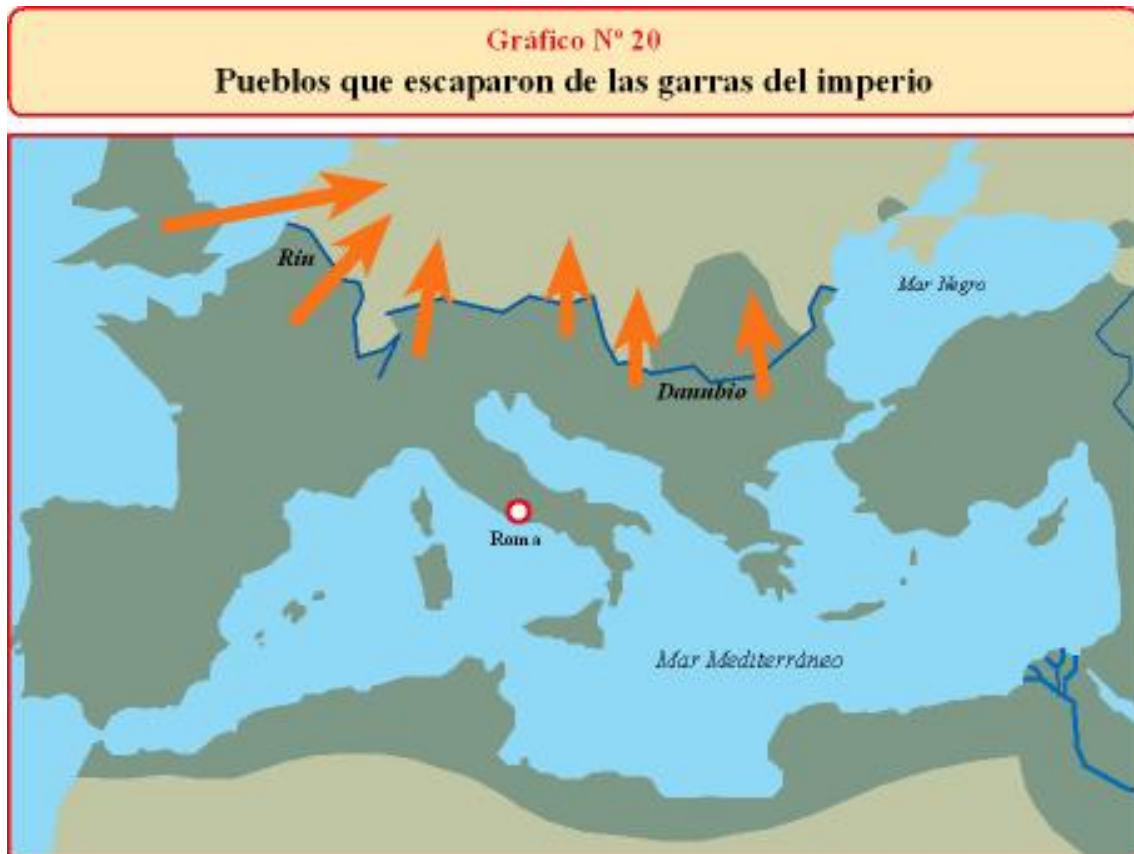 Gráfico Nº 20
Pueblos que escaparon de las garras del imperio
Rin
Mar Negro
Danubio
Roma
Mar Mediterráneo